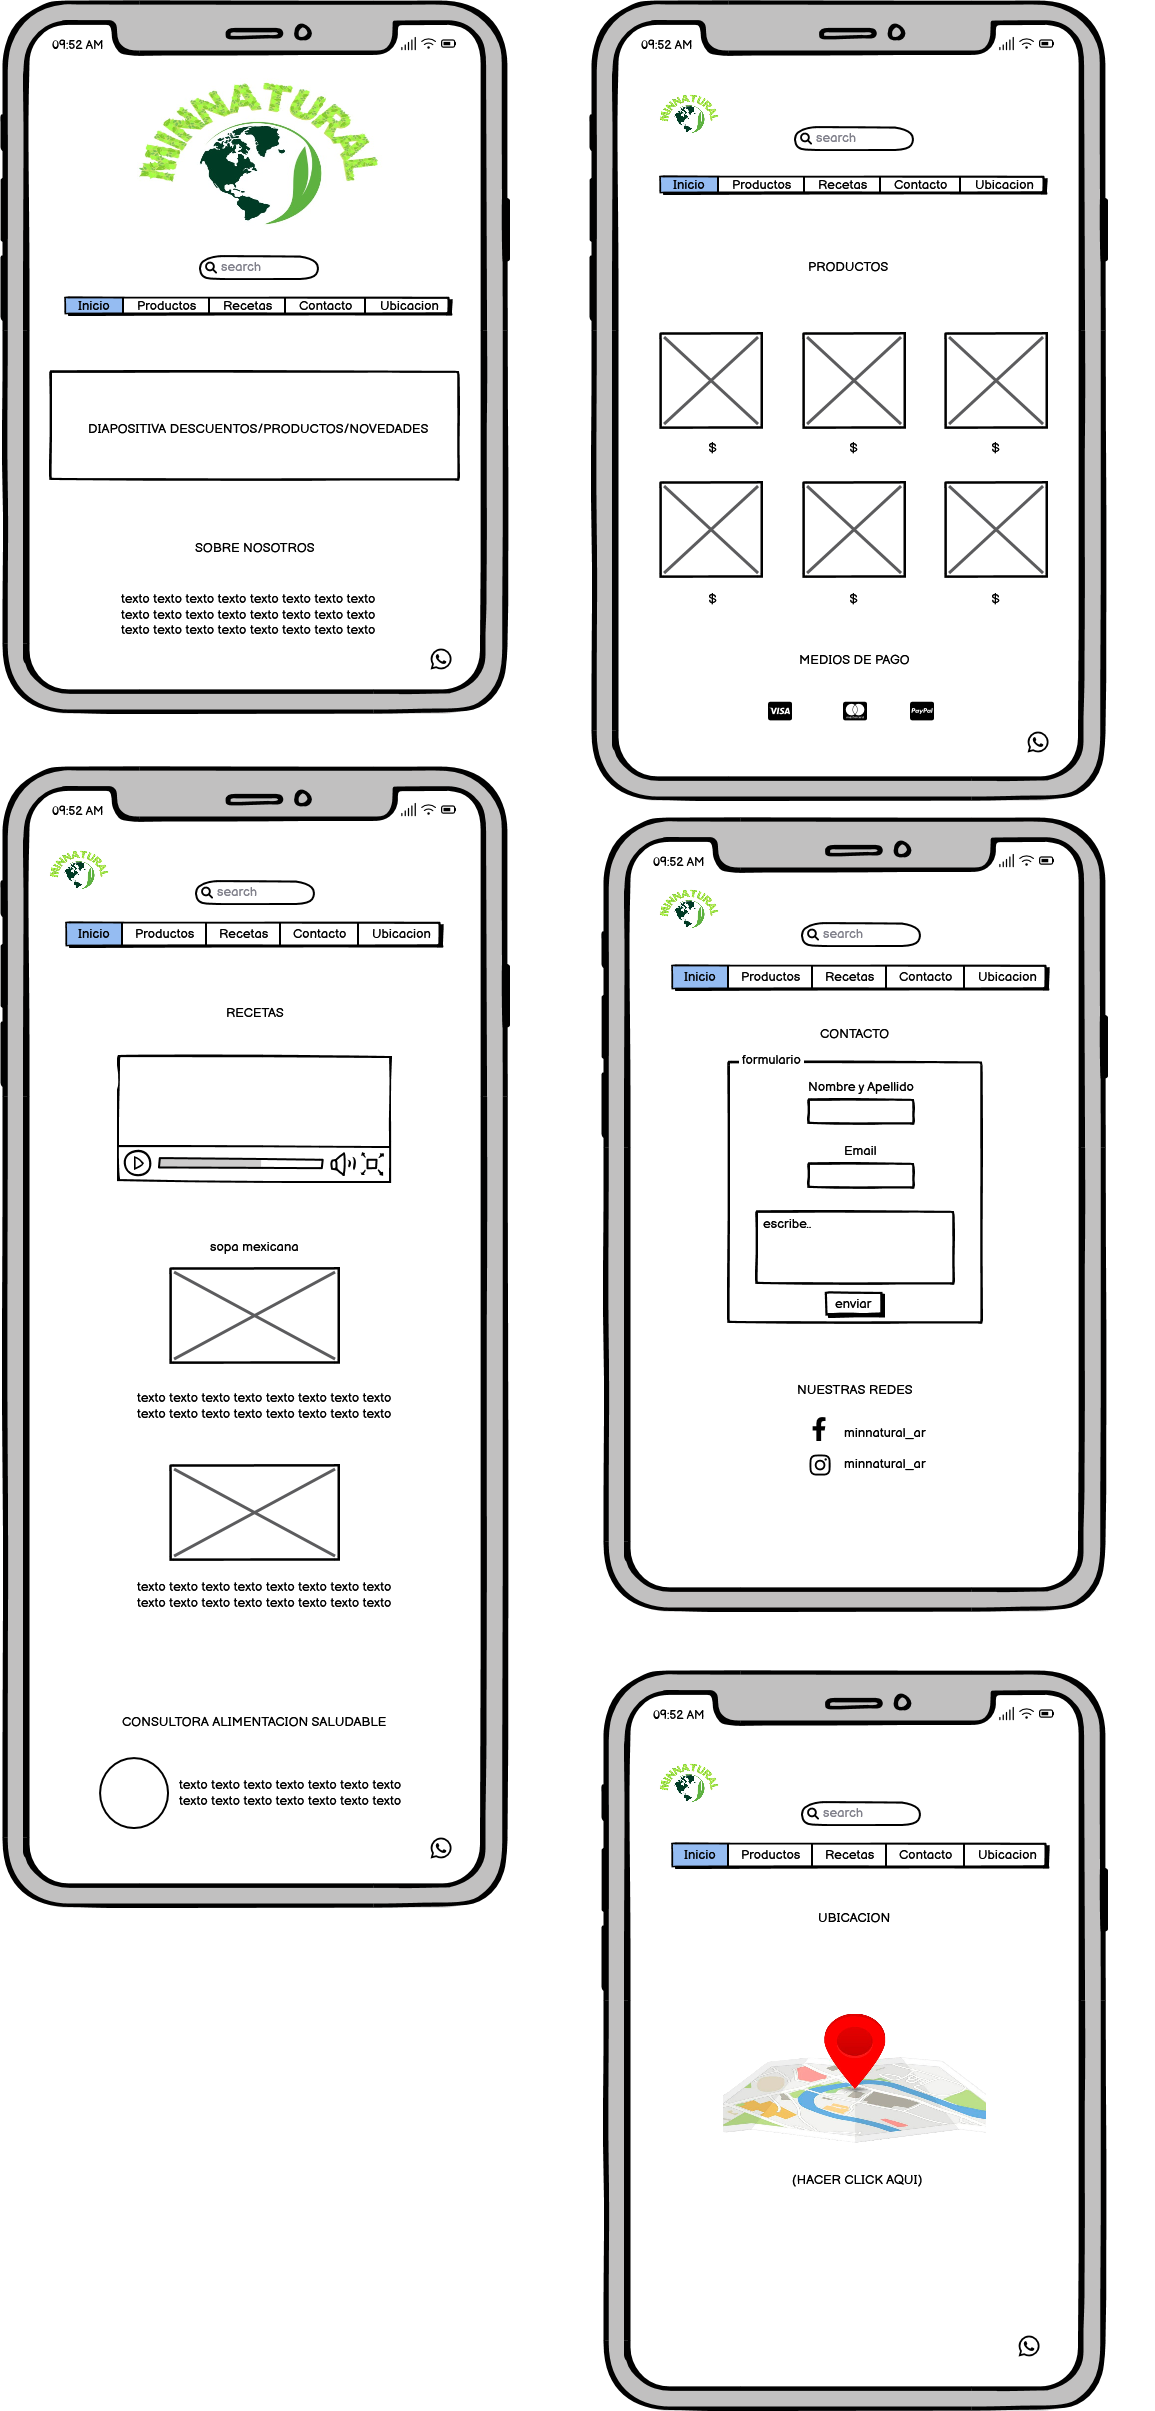 09:52 AM
MINNATURAL
search
Inicio Productos Recetas Contacto Ubicacion
DIAPOSITIVA DESCUENTOS/PRODUCTOS/NOVEDADES
SOBRE NOSOTROS
texto texto texto texto texto texto texto texto
texto texto texto texto texto texto texto texto
texto texto texto texto texto texto texto texto
09:52 AM
MINNATURAL
search
Inicio Productos Recetas Contacto Ubicacion
PRODUCTOS
$ $ $
$ $ $
MEDIOS DE PAGO
VISA mastercard PayPal
09:52 AM
MINNATURAL
search
Inicio Productos Recetas Contacto Ubicacion
RECETAS
sopa mexicana
texto texto texto texto texto texto texto texto
texto texto texto texto texto texto texto texto
texto texto texto texto texto texto texto texto
texto texto texto texto texto texto texto texto
CONSULTORA ALIMENTACION SALUDABLE
texto texto texto texto texto texto texto
texto texto texto texto texto texto texto
09:52 AM
MINNATURAL
search
Inicio Productos Recetas Contacto Ubicacion
CONTACTO
formulario
Nombre y Apellido
Email
escribe..
enviar
NUESTRAS REDES
minnatural_ar
minnatural_ar
09:52 AM
MINNATURAL
search
Inicio Productos Recetas Contacto Ubicacion
UBICACION
(HACER CLICK AQUI)